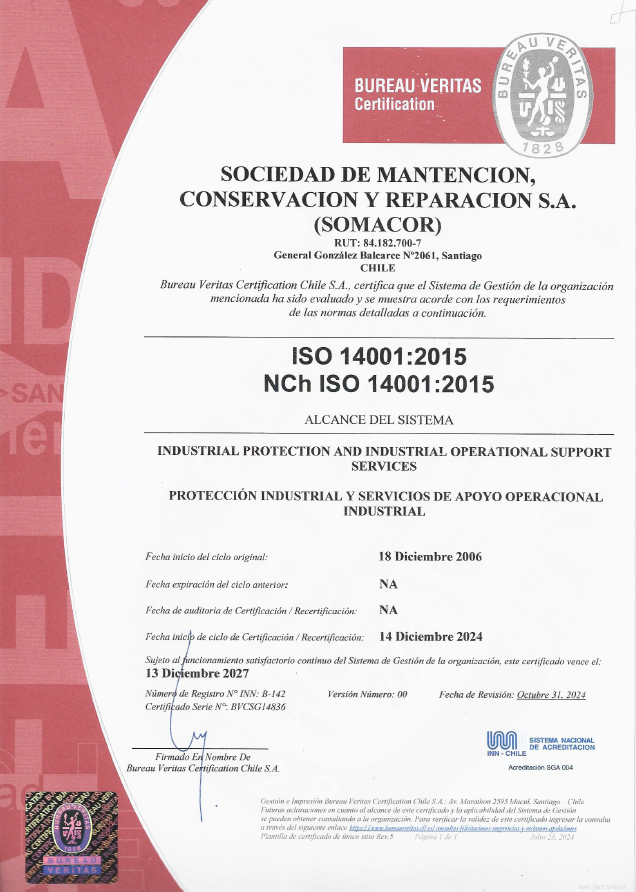 BUREAU VERITAS
Certification
BUREAU VERITAS
1828
SOCIEDAD DE MANTENCION,
CONSERVACION Y REPARACION S.A.
(SOMACOR)
RUT: 84.182.700-7
General González Balcarce Nº2061, Santiago
CHILE
Bureau Veritas Certification Chile S.A., certifica que el Sistema de Gestión de la organización
mencionada ha sido evaluado y se muestra acorde con los requerimientos
de las normas detalladas a continuación.
ISO 14001:2015
NCh ISO 14001:2015
ALCANCE DEL SISTEMA
INDUSTRIAL PROTECTION AND INDUSTRIAL OPERATIONAL SUPPORT
SERVICES
PROTECCIÓN INDUSTRIAL Y SERVICIOS DE APOYO OPERACIONAL
INDUSTRIAL
Fecha inicio del ciclo original: 18 Diciembre 2006
Fecha expiración del ciclo anterior: NA
Fecha de auditoria de Certificación / Recertificación: NA
Fecha inicio de ciclo de Certificación / Recertificación: 14 Diciembre 2024
Sujeto al funcionamiento satisfactorio continuo del Sistema de Gestión de la organización, este certificado vence el:
13 Diciembre 2027
Número de Registro N° INN: B-142 Versión Número: 00 Fecha de Revisión: Octubre 31, 2024
Certificado Serie N°: BVCSG14836
INN - CHILE
SISTEMA NACIONAL
DE ACREDITACION
Acreditación SGA 004
Firmado En Nombre De
Bureau Veritas Certification Chile S.A.
Gestión e Impresión Bureau Veritas Certification Chile S.A.: Av. Marathon 2595 Macul, Santiago Chile
Futuras aclaraciones en cuanto al alcance de este certificado y la aplicabilidad del Sistema de Gestión
se pueden obtener consultando a la organización. Para verificar la validez de este certificado ingresar la consulta
a través del siguiente enlace
Plantilla de certificado de único sitio Rev.5 Página 1 de 1 Julio 23, 2024
BUREAU VERITAS
1828
BUREAU
VERITAS